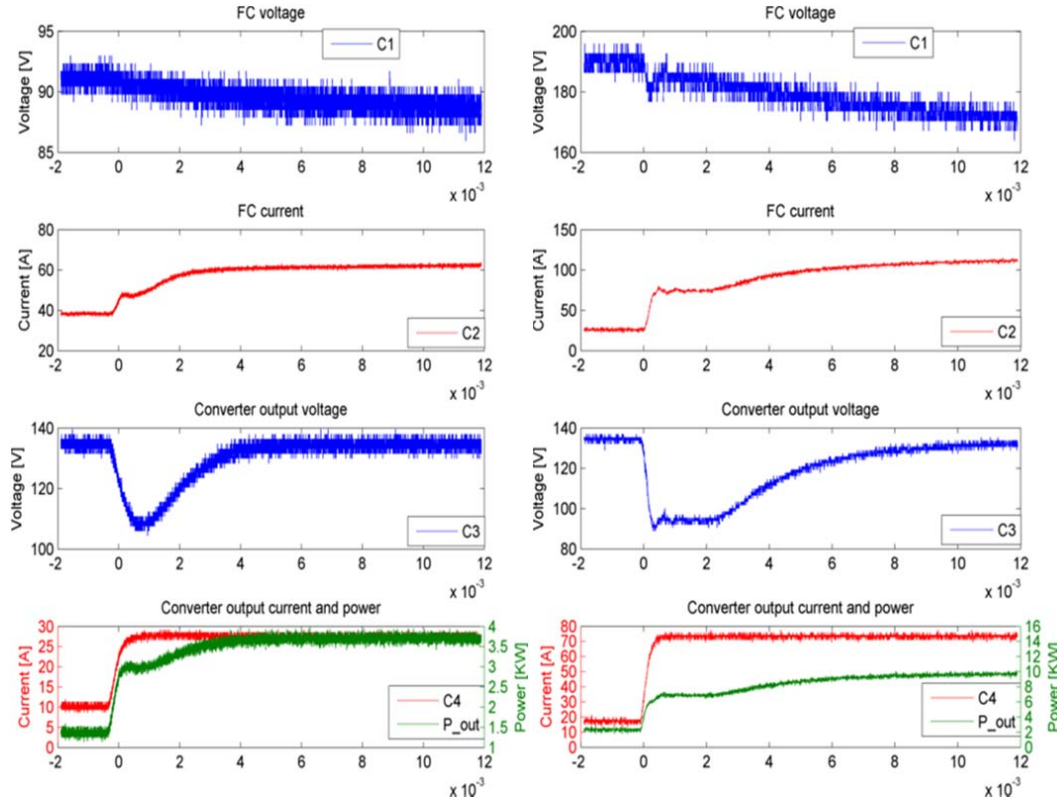 FC voltage
95
90
85
Voltage [V]
C1
-2 0 2 4 6 8 10 12
x 10-3
FC current
80
60
40
20
Current [A]
C2
-2 0 2 4 6 8 10 12
x 10-3
Converter output voltage
140
120
100
Voltage [V]
C3
-2 0 2 4 6 8 10 12
x 10-3
Converter output current and power
30
25
20
15
10
5
0
Current [A]
4
3.5
3
2.5
2
1.5
1
Power [KW]
C4
P_out
-2 0 2 4 6 8 10 12
x 10-3
FC voltage
200
180
160
Voltage [V]
C1
-2 0 2 4 6 8 10 12
x 10-3
FC current
150
100
50
0
Current [A]
C2
-2 0 2 4 6 8 10 12
x 10-3
Converter output voltage
140
120
100
80
Voltage [V]
C3
-2 0 2 4 6 8 10 12
x 10-3
Converter output current and power
80
70
60
50
40
30
20
10
0
Current [A]
16
14
12
10
8
6
4
2
0
Power [KW]
C4
P_out
-2 0 2 4 6 8 10 12
x 10-3